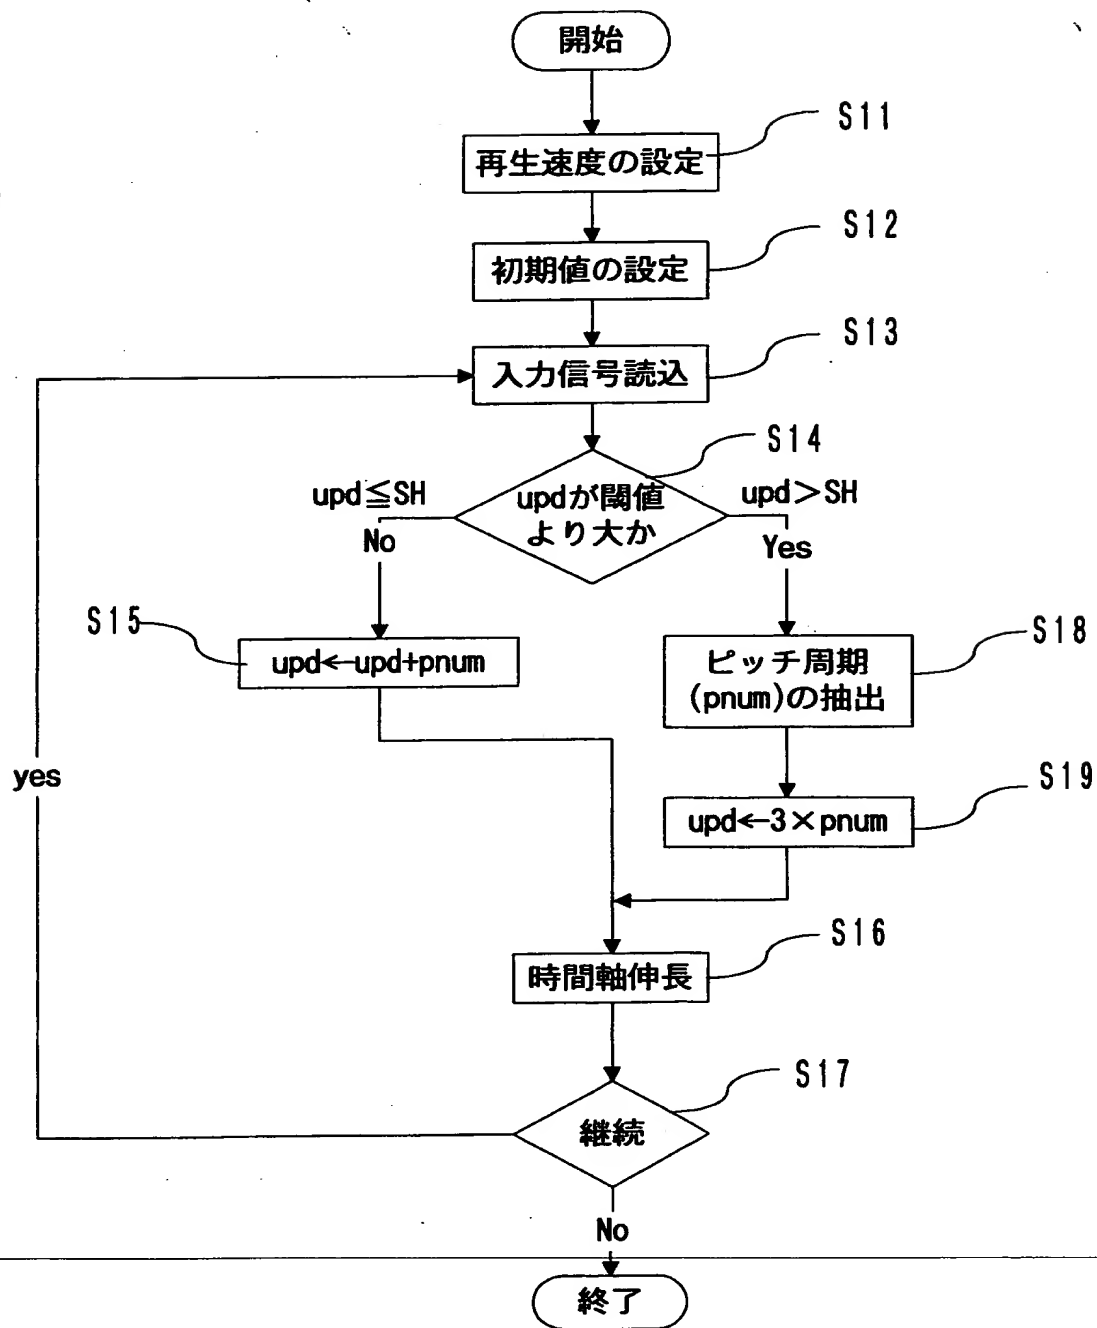 開始
S11
再生速度の設定
S12
初期値の設定
S13
入力信号読込
S14
upd≦SH
updが閾値
より大か
upd>SH
No
Yes
S15
upd←upd+pnum
S18
ピッチ周期
(pnum)の抽出
yes
S19
upd←3×pnum
S16
時間軸伸長
S17
継続
No
終了